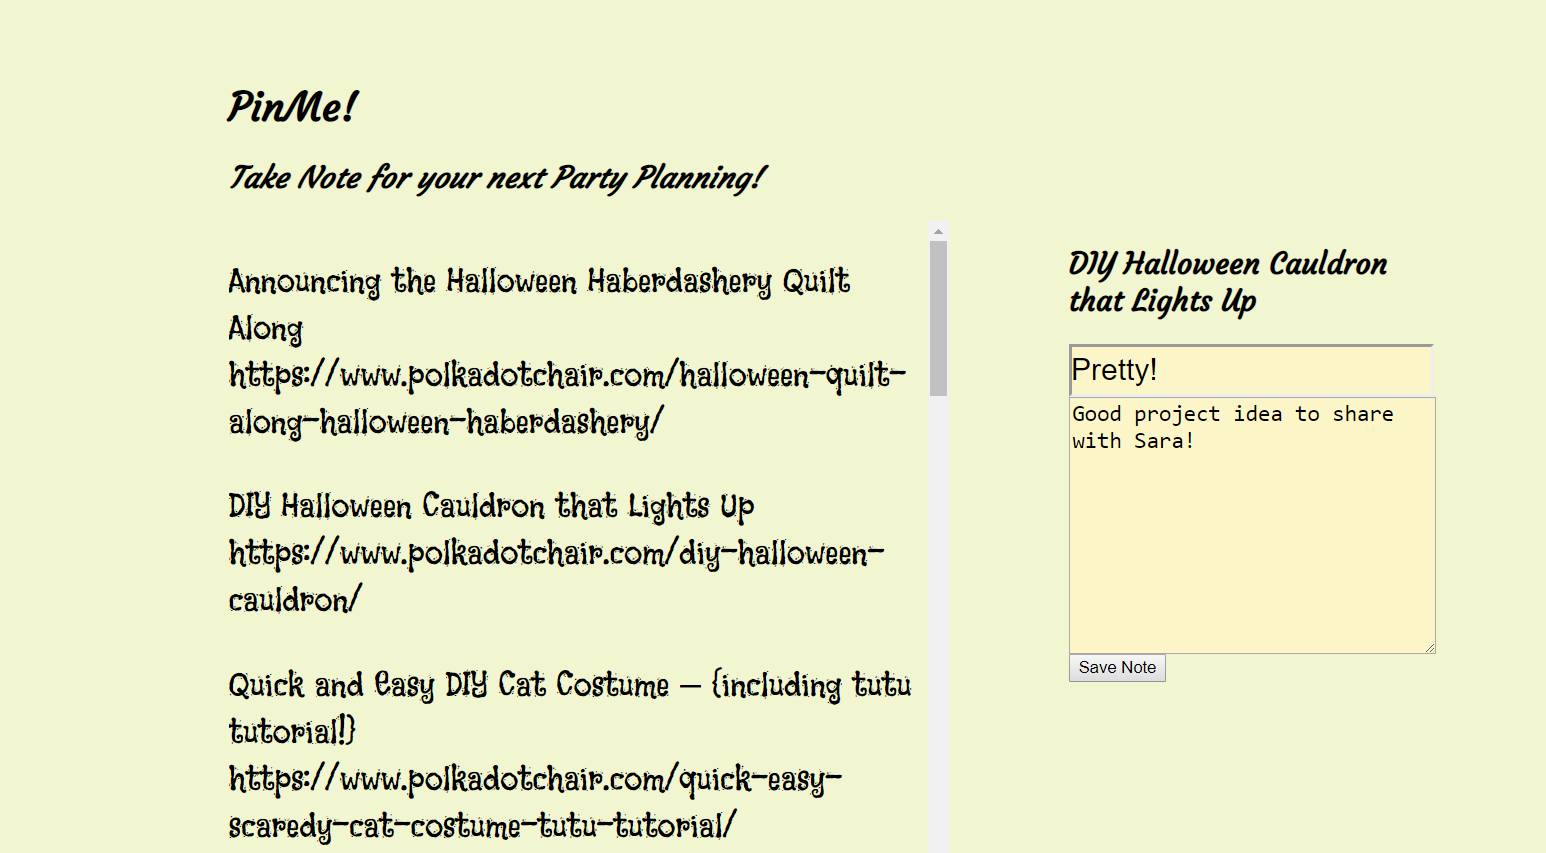 PinMe!
Take Note for your next Party Planning!
Announcing the Halloween Haberdashery Quilt
Along
https://www.polkadotchair.com/halloween-quilt-
along-halloween-haberdashery/
DIY Halloween Cauldron that Lights Up
https://www.polkadotchair.com/diy-halloween-
cauldron/
Quick and Easy DIY Cat Costume – {including tutu
tutorial!}
https://www.polkadotchair.com/quick-easy-
scaredy-cat-costume-tutu-tutorial/
DIY Halloween Cauldron
that Lights Up
Pretty!
Good project idea to share
with Sara!
Save Note